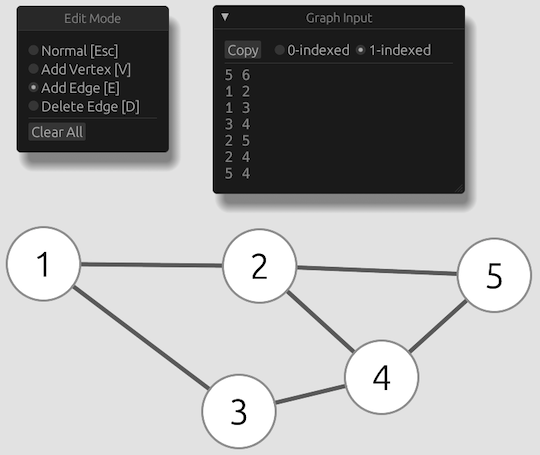 Edit Mode
Normal [Esc]
Add Vertex [V]
Add Edge [E]
Delete Edge [D]
Clear All
Graph Input
Copy 0-indexed 1-indexed
5 6
1 2
1 3
3 4
2 5
2 4
5 4
1
2
5
4
3